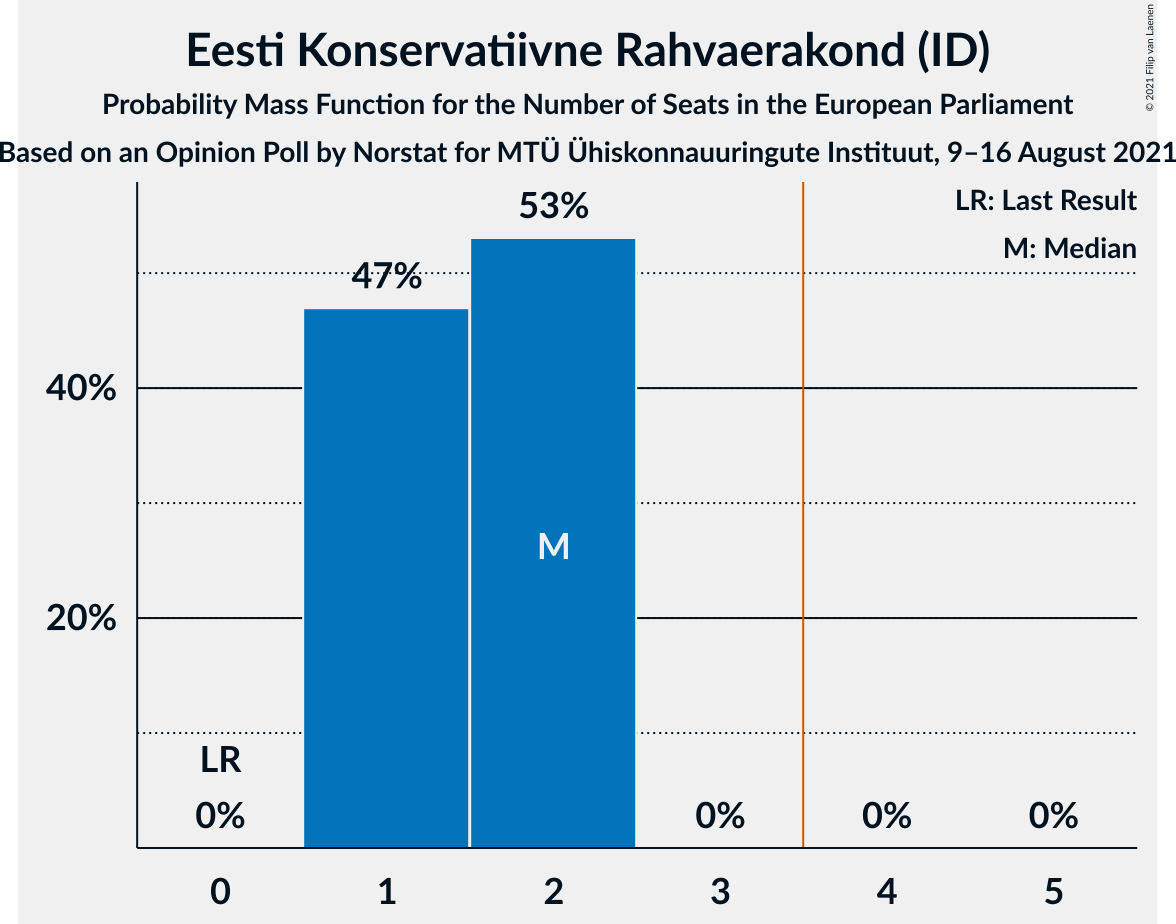 Eesti Konservatiivne Rahvaerakond (ID)
Probability Mass Function for the Number of Seats in the European Parliament
Based on an Opinion Poll by Norstat for MTÜ Ühiskonnauuringute Instituut, 9–16 August 2021
© 2021 Filip van Laenen
LR: Last Result
M: Median
53%
47%
40%
M
20%
LR
0%
0%
0%
0%
0
1
2
3
4
5